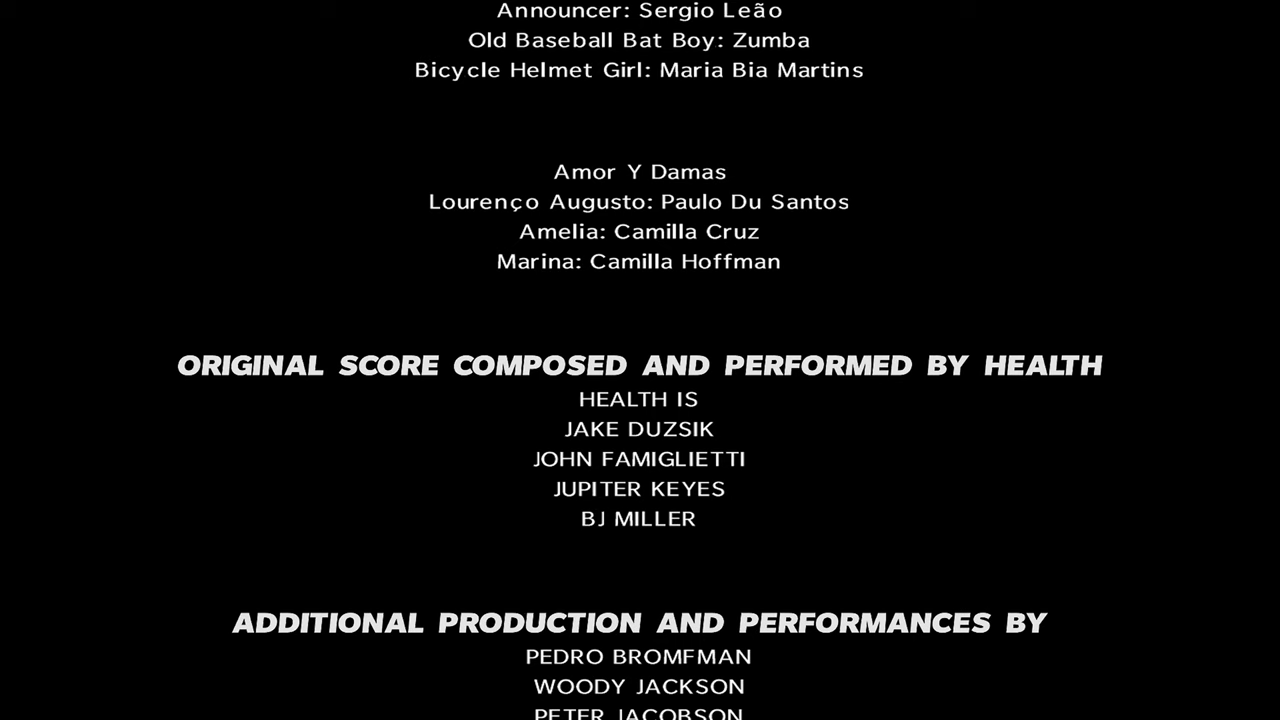 Announcer: Sergio Leão
Old Baseball Bat Boy: Zumba
Bicycle Helmet Girl: Maria Bia Martins
Amor Y Damas
Lourenço Augusto: Paulo Du Santos
Amelia: Camilla Cruz
Marina: Camilla Hoffman
ORIGINAL SCORE COMPOSED AND PERFORMED BY HEALTH
HEALTH IS
JAKE DUZSIK
JOHN FAMIGLIETTI
JUPITER KEYES
BJ MILLER
ADDITIONAL PRODUCTION AND PERFORMANCES BY
PEDRO BROMFMAN
WOODY JACKSON
PETER JACOBSON